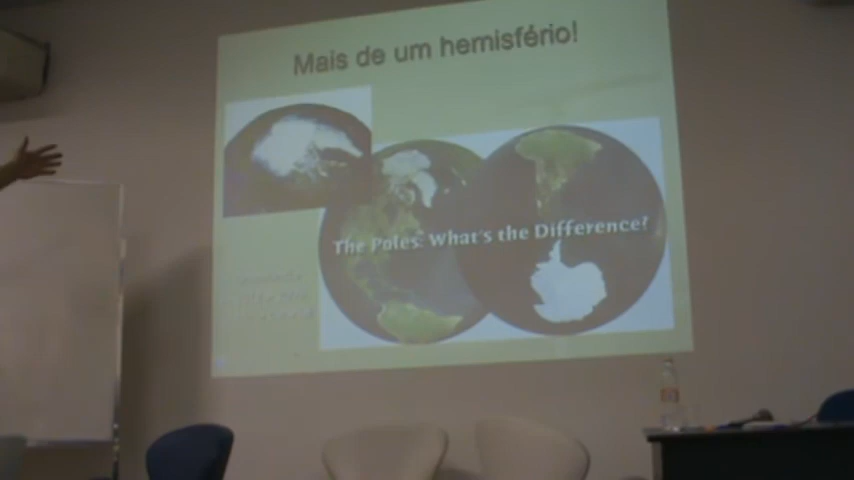 Mais de um hemisfério!
The Poles: What's the Difference?